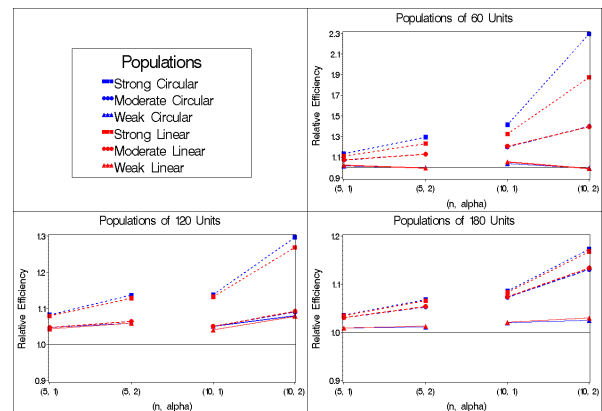 Populations
Strong Circular
Moderate Circular
Weak Circular
Strong Linear
Moderate Linear
Weak Linear
Populations of 60 Units
Relative Efficiency
2.3
2.1
1.9
1.7
1.5
1.3
1.1
0.9
(5, 1) (5, 2) (10, 1) (10, 2)
(n, alpha)
Populations of 120 Units
Relative Efficiency
1.3
1.2
1.1
1.0
0.9
(5, 1) (5, 2) (10, 1) (10, 2)
(n, alpha)
Populations of 180 Units
Relative Efficiency
1.2
1.1
1.0
0.9
(5, 1) (5, 2) (10, 1) (10, 2)
(n, alpha)